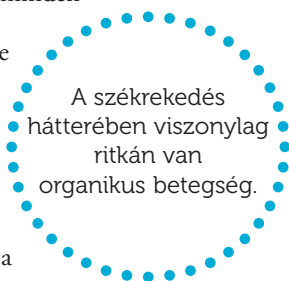 e
A székrekedés
hátterében viszonylag
ritkán van
organikus betegség.
a